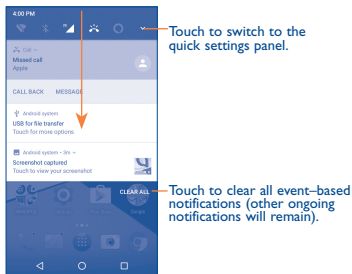 4:00 PM
Touch to switch to the
quick settings panel.
Call
Missed call
Apple
CALL BACK MESSAGE
Android system
USB for file transfer
Touch for more options
Android system • 3m
Screenshot captured
Touch to view your screenshot
CLEAR ALL
Touch to clear all event–based
notifications (other ongoing
notifications will remain).